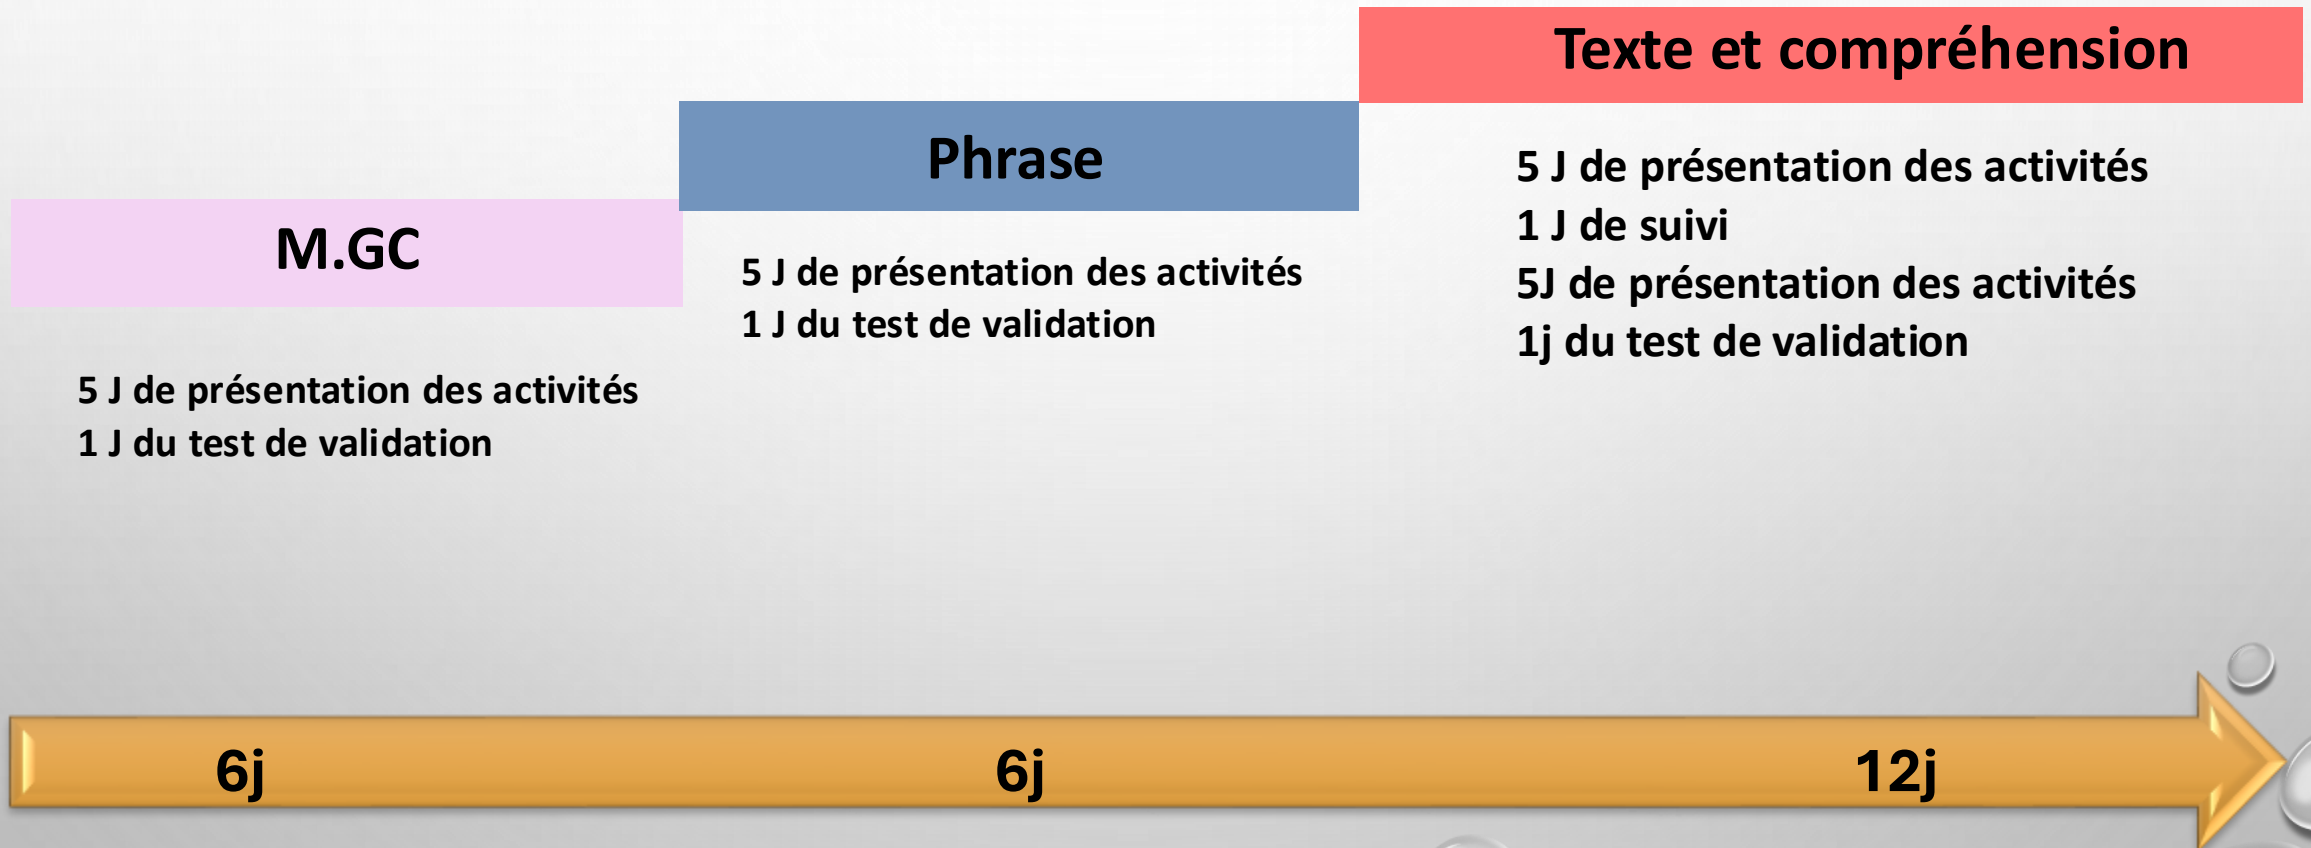 Texte et compréhension
Phrase
M.GC
5 J de présentation des activités
1 J du test de validation
5 J de présentation des activités
1 J du test de validation
5 J de présentation des activités
1 J de suivi
5J de présentation des activités
1j du test de validation
6j
6j
12j